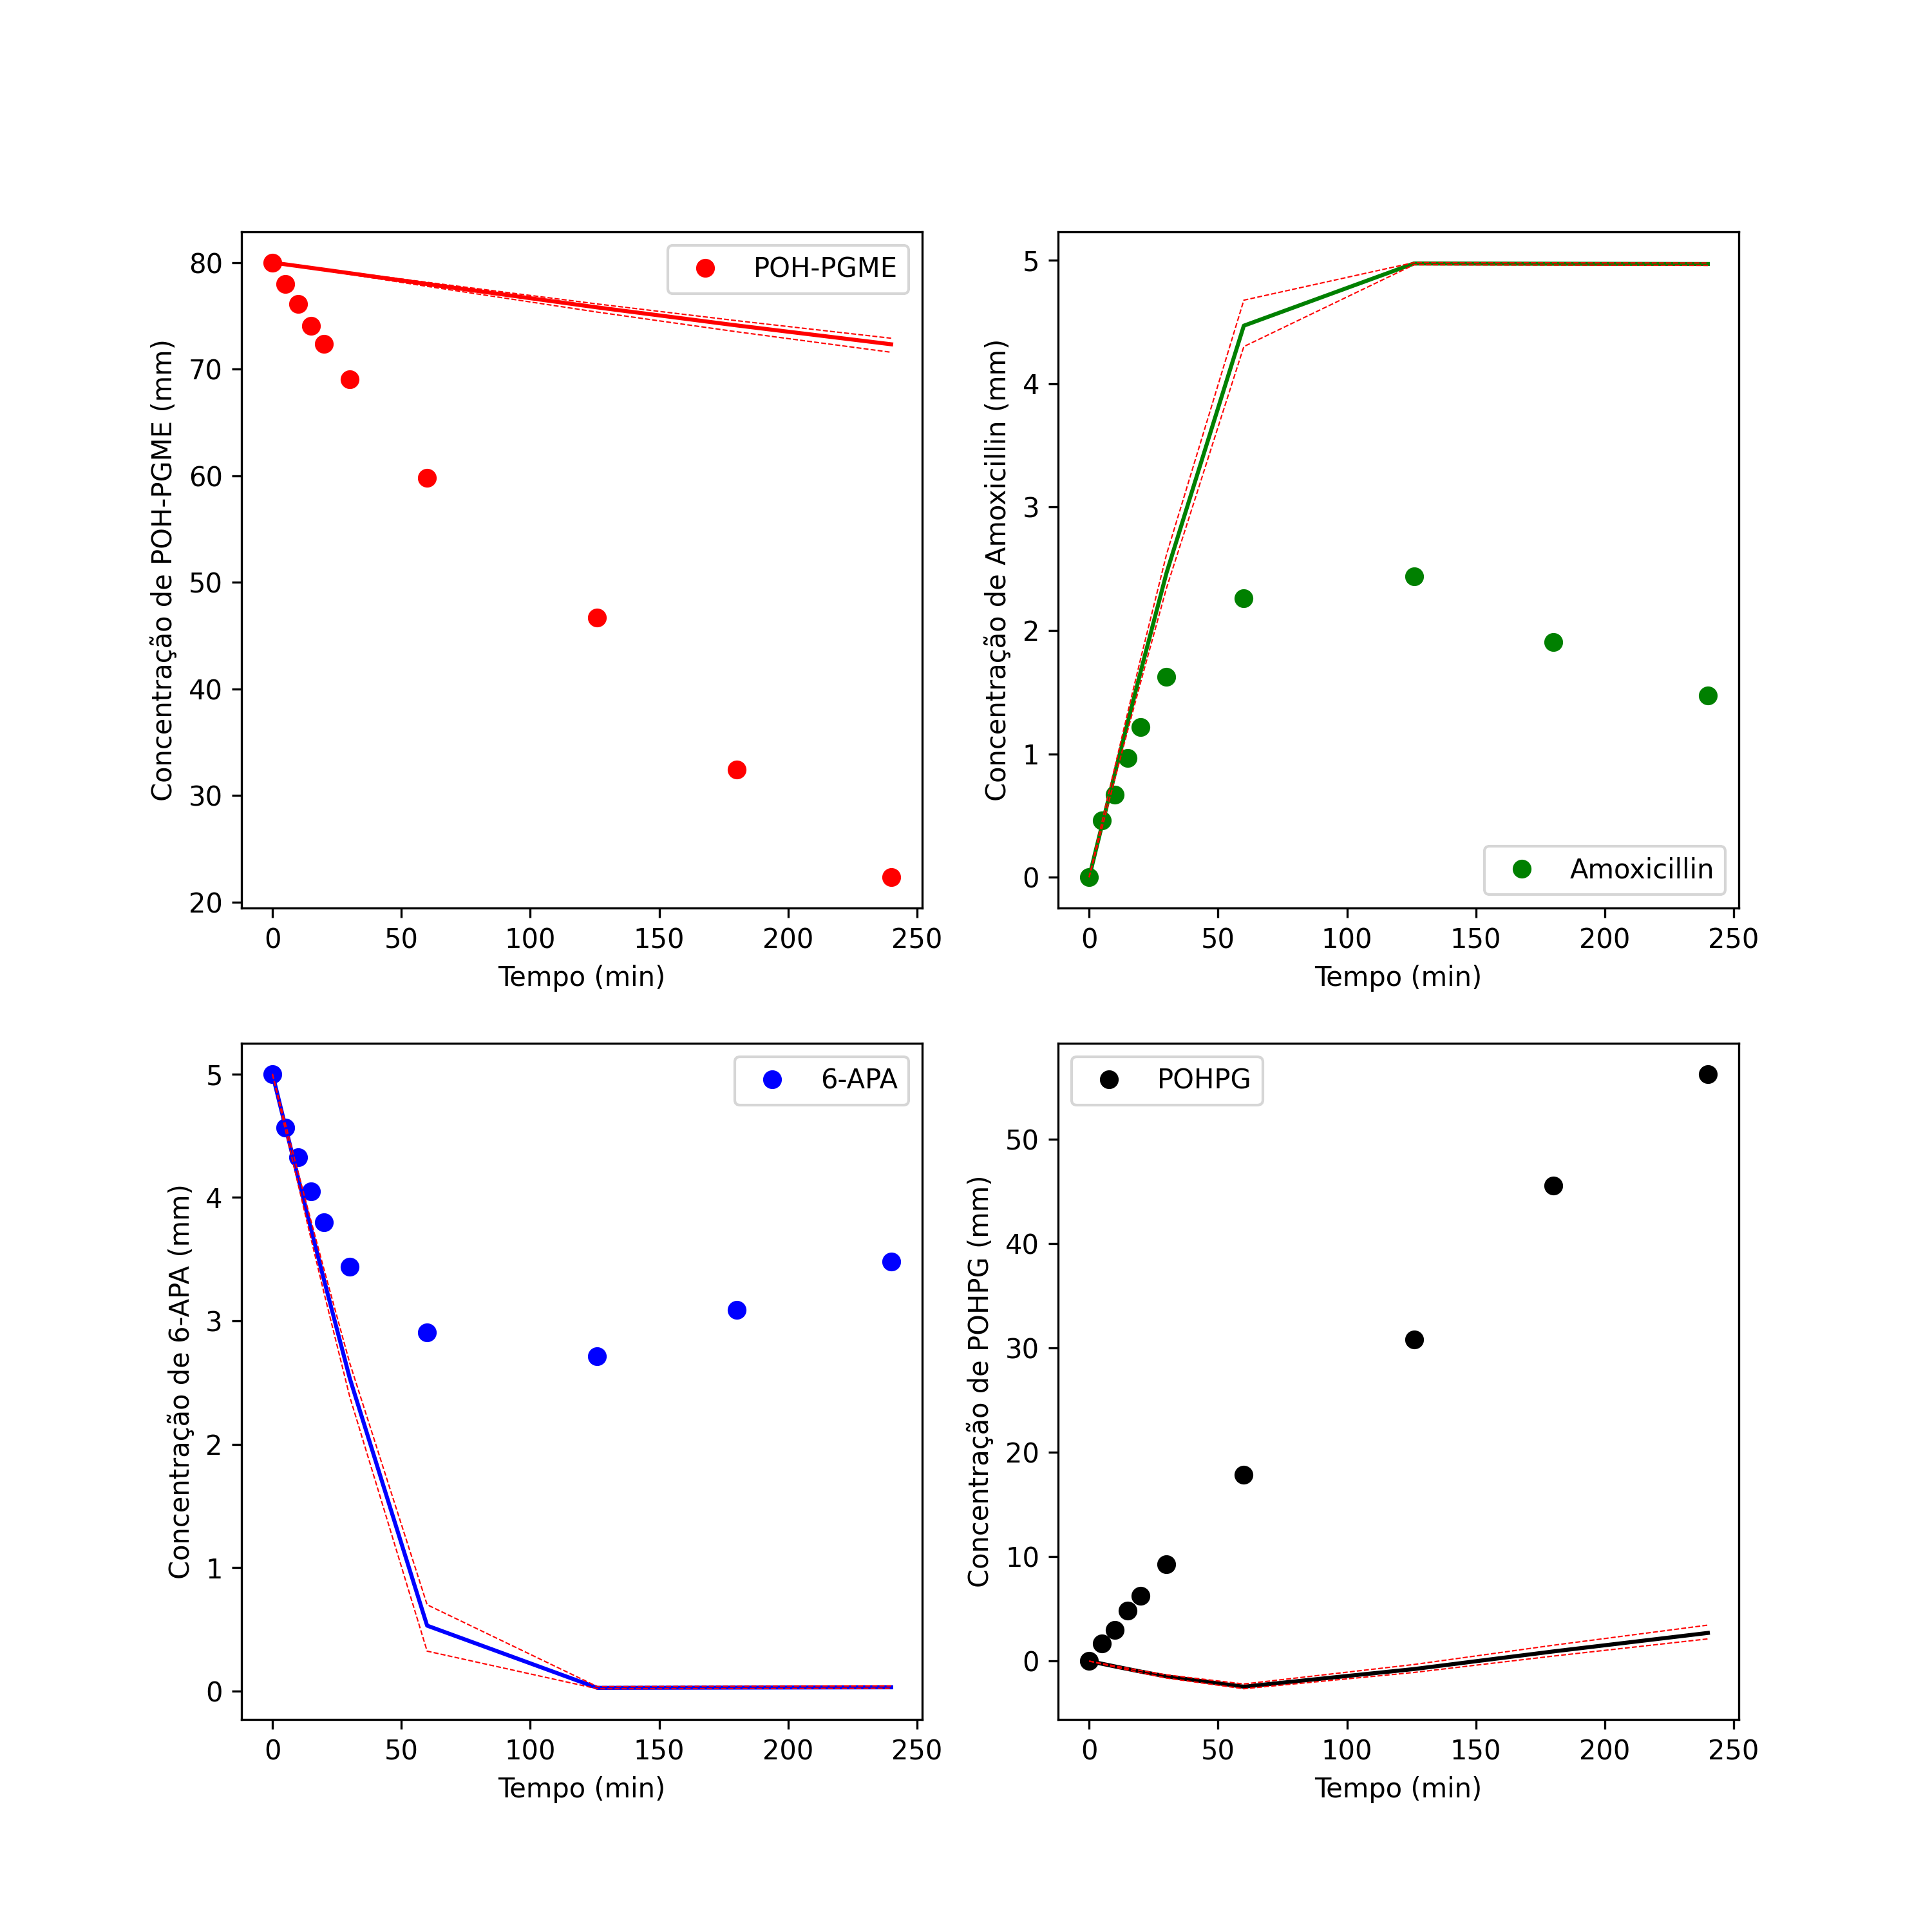 POH-PGME
Concentração de POH-PGME (mm)
80
70
60
50
40
30
20
0 50 100 150 200 250
Tempo (min)
Amoxicillin
Concentração de Amoxicillin (mm)
5
4
3
2
1
0
0 50 100 150 200 250
Tempo (min)
6-APA
Concentração de 6-APA (mm)
5
4
3
2
1
0
0 50 100 150 200 250
Tempo (min)
POHPG
Concentração de POHPG (mm)
50
40
30
20
10
0
0 50 100 150 200 250
Tempo (min)